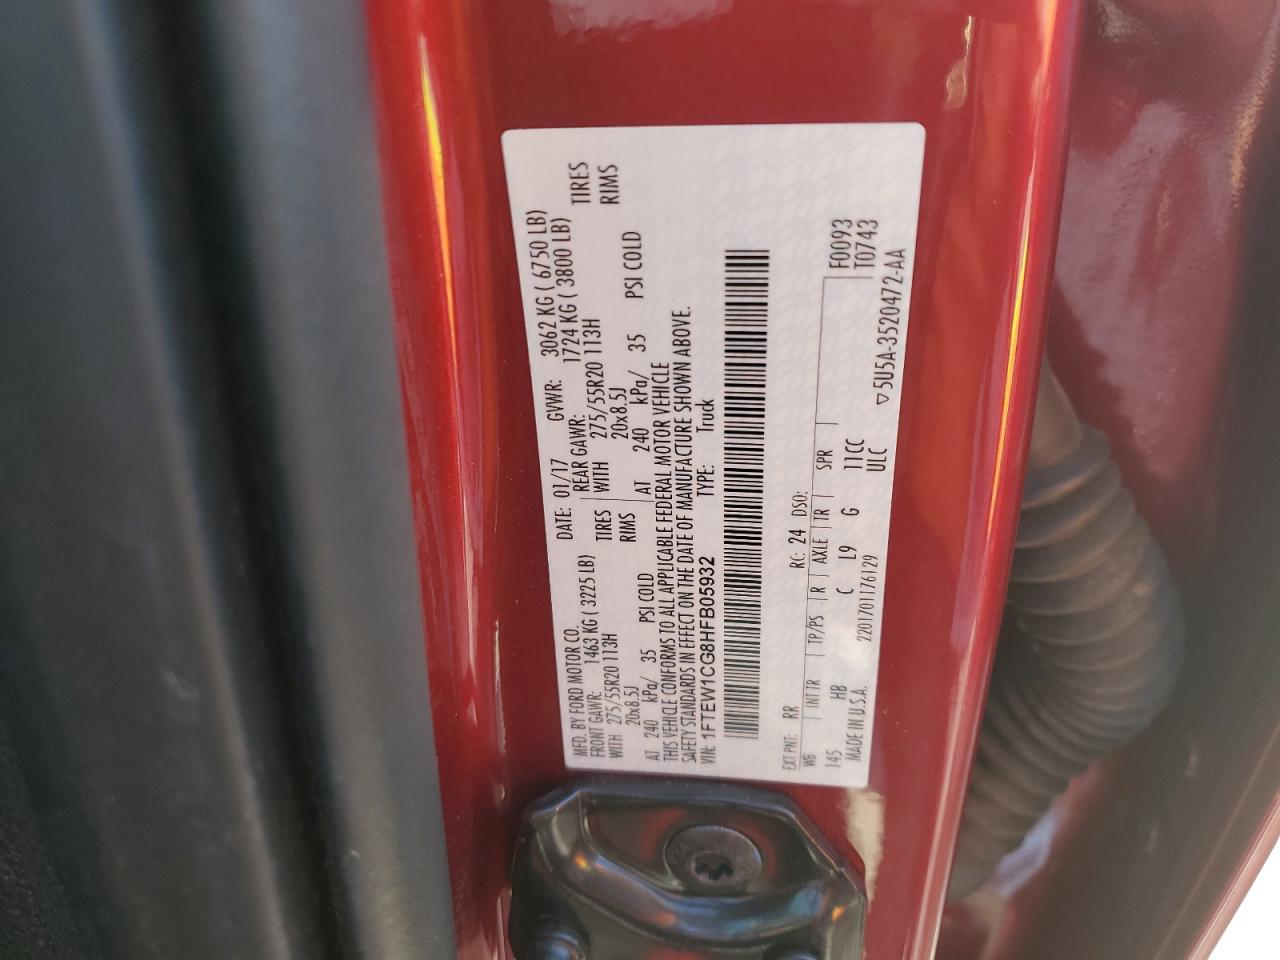 MFD. BY FORD MOTOR CO. DATE: 01/17 GVWR: 3062 KG ( 6750 LB)
FRONT GAWR: 1463 KG ( 3225 LB) REAR GAWR: 1724 KG ( 3800 LB)
WITH 275/55R20 113H TIRES WITH 275/55R20 113H TIRES
20x8.5J RIMS 20x8.5J RIMS
AT 240 kPa/ 35 PSI COLD AT 240 kPa/ 35 PSI COLD
THIS VEHICLE CONFORMS TO ALL APPLICABLE FEDERAL MOTOR VEHICLE
SAFETY STANDARDS IN EFFECT ON THE DATE OF MANUFACTURE SHOWN ABOVE.
VIN: 1FTEW1CG8HFB05932 TYPE: Truck
EXT PNT: RR RC: 24 DSO:
WB | INT TR | TP/PS | R | AXLE | TR | SPR | F0093
145 HB C L9 G 11CC T0743
MADE IN U.S.A. 2201701176129 ULC
▽5U5A-3520472-AA